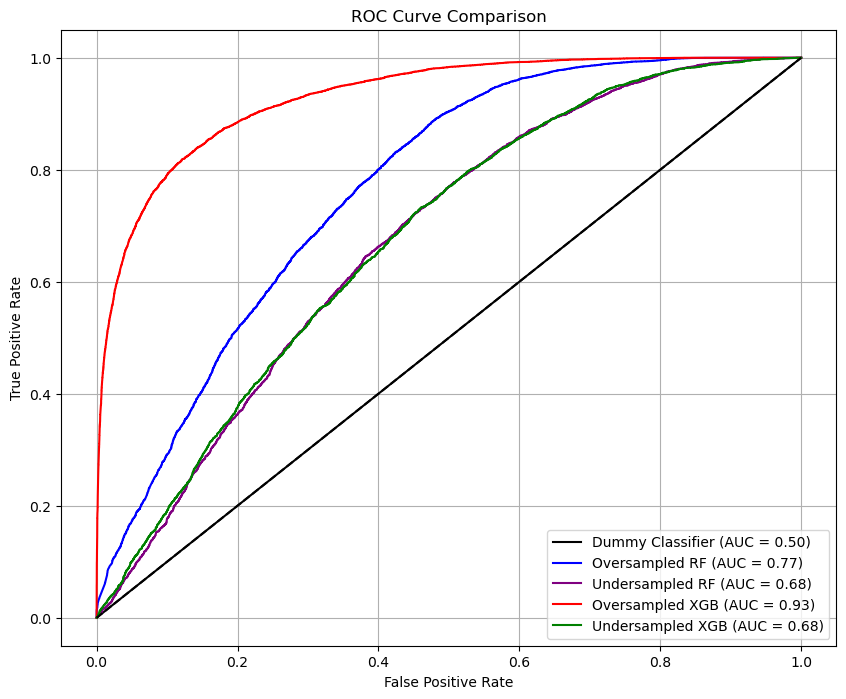 ROC Curve Comparison
1.0
0.8
0.6
0.4
0.2
0.0
True Positive Rate
Dummy Classifier (AUC = 0.50)
Oversampled RF (AUC = 0.77)
Undersampled RF (AUC = 0.68)
Oversampled XGB (AUC = 0.93)
Undersampled XGB (AUC = 0.68)
0.0 0.2 0.4 0.6 0.8 1.0
False Positive Rate